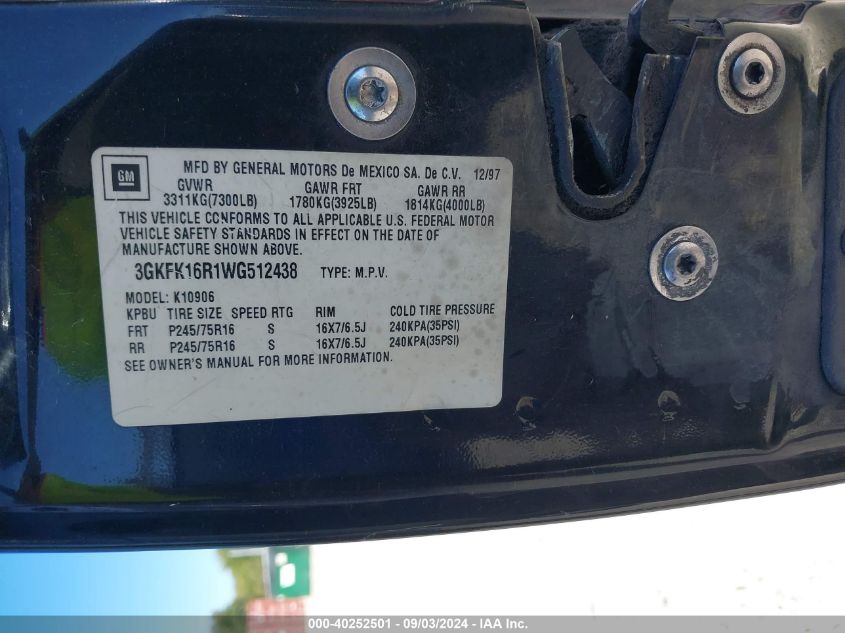 GM
MFD BY GENERAL MOTORS De MEXICO SA. De C.V. 12/97
GVWR GAWR FRT GAWR RR
3311KG(7300LB) 1780KG(3925LB) 1814KG(4000LB)
THIS VEHICLE CONFORMS TO ALL APPLICABLE U.S. FEDERAL MOTOR
VEHICLE SAFETY STANDARDS IN EFFECT ON THE DATE OF
MANUFACTURE SHOWN ABOVE.
3GKFK16R1WG512438 TYPE: M.P.V.
MODEL: K10906
KPBU TIRE SIZE SPEED RTG RIM COLD TIRE PRESSURE
FRT P245/75R16 S 16X7/6.5J 240KPA(35PSI)
RR P245/75R16 S 16X7/6.5J 240KPA(35PSI)
SEE OWNER'S MANUAL FOR MORE INFORMATION.
000-40252501 - 09/03/2024 - IAA Inc.